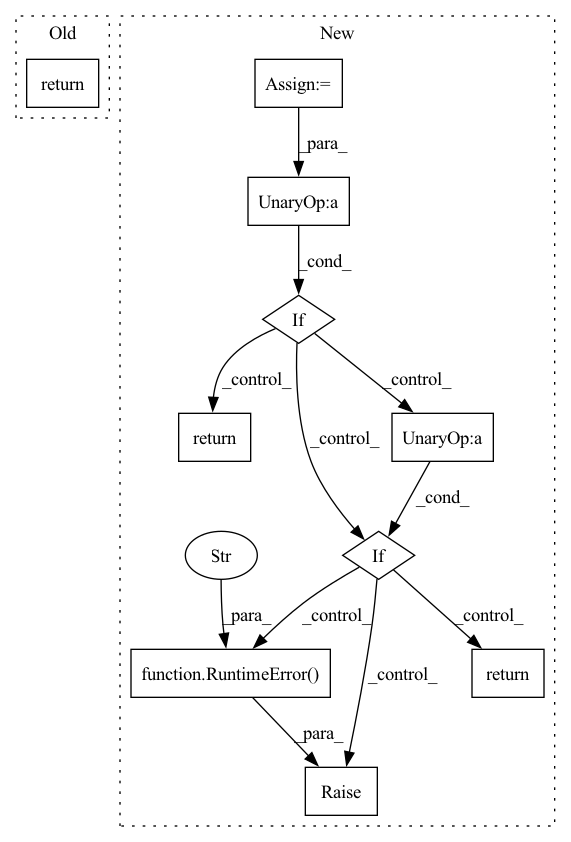 Old
New
return
Assign:=
_para_
UnaryOp:a
_cond_
If
_control_
_control_
_control_
return
UnaryOp:a
_cond_
Str
If
_para_
_control_
_control_
_control_
function.RuntimeError()
return
_para_
Raise